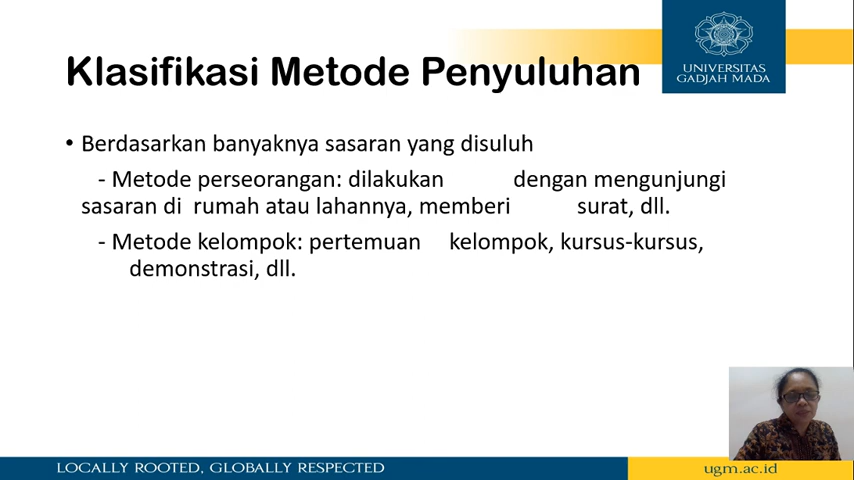 Klasifikasi Metode Penyuluhan
UNIVERSITAS
GADJAH MADA
• Berdasarkan banyaknya sasaran yang disuluh
- Metode perseorangan: dilakukan dengan mengunjungi
sasaran di rumah atau lahannya, memberi surat, dll.
- Metode kelompok: pertemuan kelompok, kursus-kursus,
demonstrasi, dll.
LOCALLY ROOTED, GLOBALLY RESPECTED
ugm.ac.id